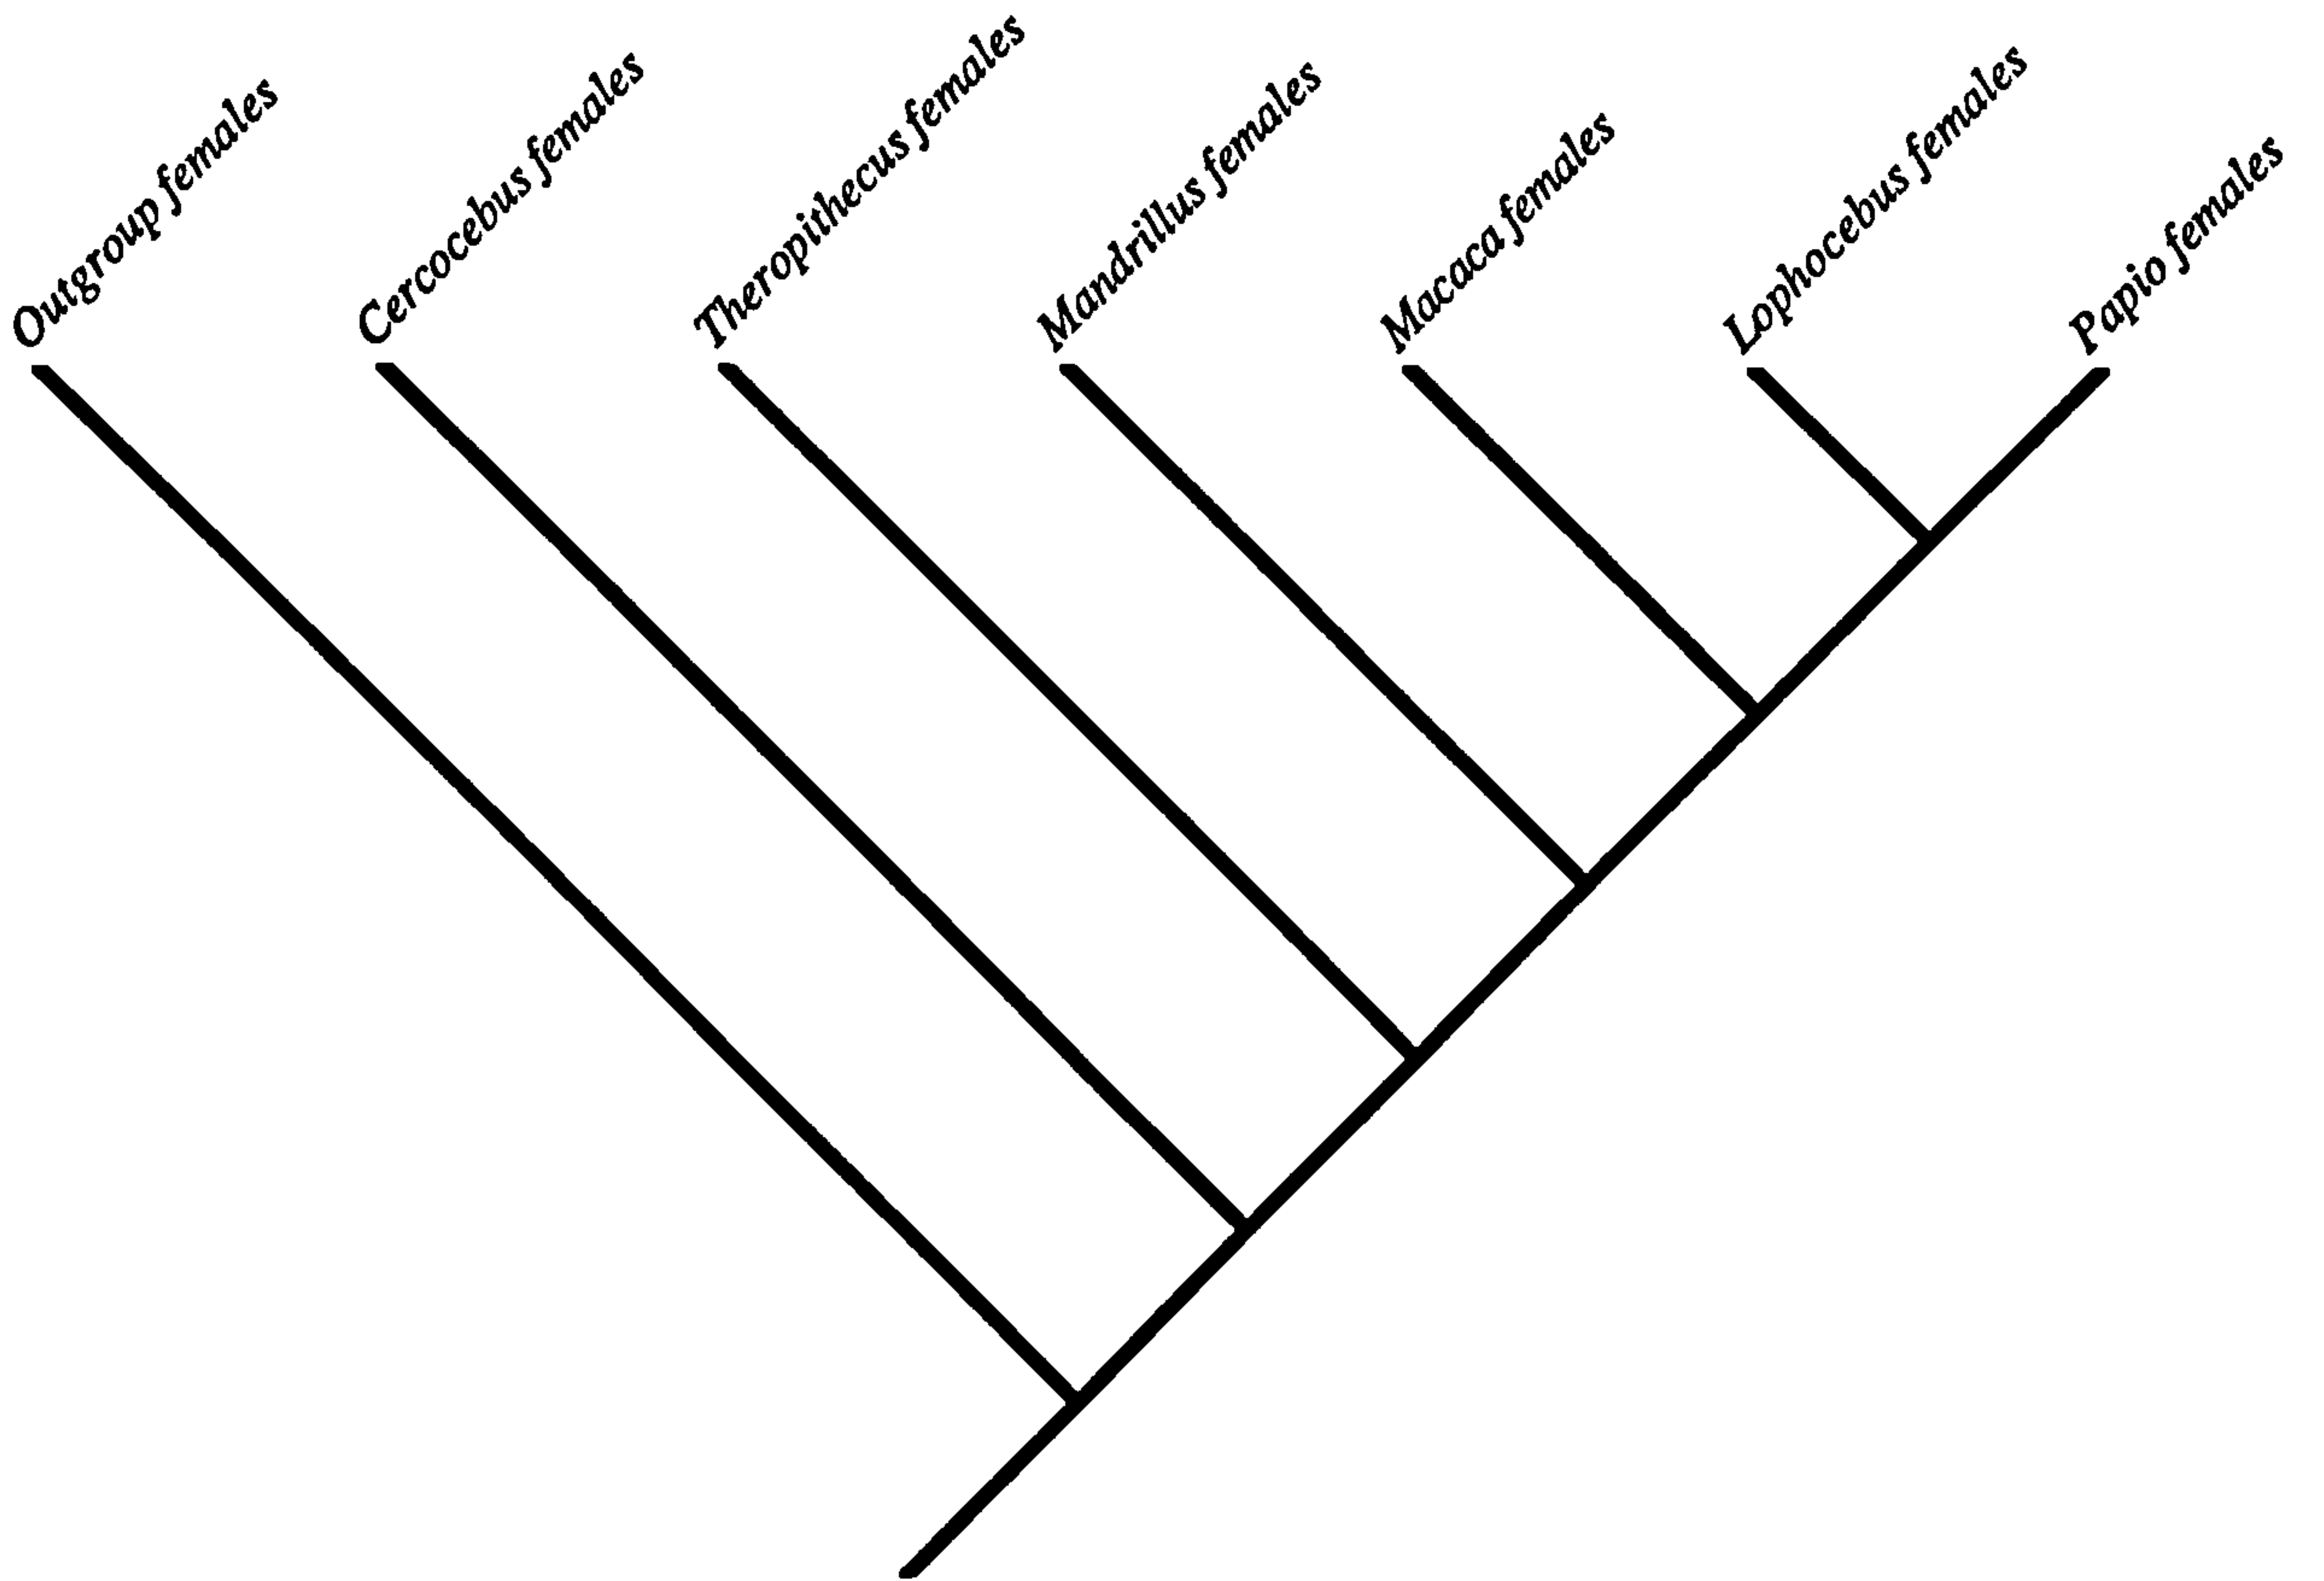 Outgroup females
Cercocebus females
Theropithecus females
Mandrillus females
Macaca females
Lophocebus females
Papio females